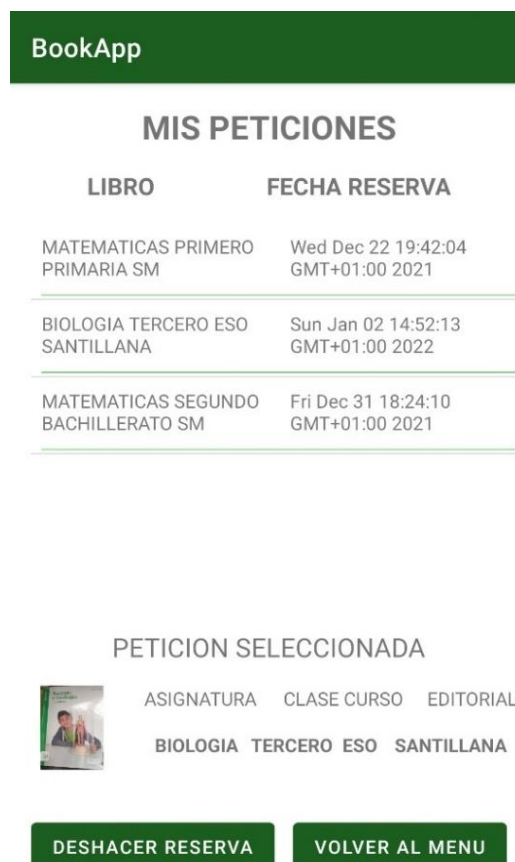 BookApp
MIS PETICIONES
LIBRO FECHA RESERVA
MATEMATICAS PRIMERO Wed Dec 22 19:42:04
PRIMARIA SM GMT+01:00 2021
BIOLOGIA TERCERO ESO Sun Jan 02 14:52:13
SANTILLANA GMT+01:00 2022
MATEMATICAS SEGUNDO Fri Dec 31 18:24:10
BACHILLERATO SM GMT+01:00 2021
PETICION SELECCIONADA
ASIGNATURA CLASE CURSO EDITORIAL
BIOLOGIA TERCERO ESO SANTILLANA
DESHACER RESERVA VOLVER AL MENU